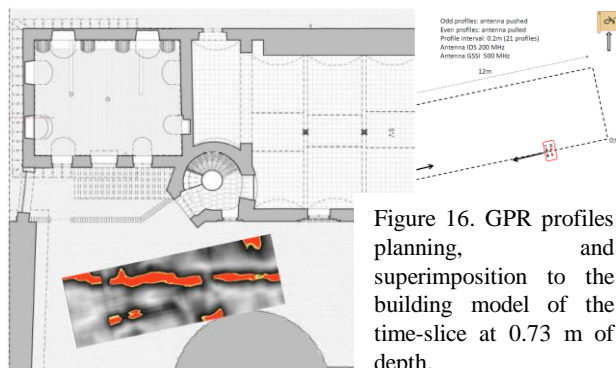 Odd profiles: antenna pushed
Even profiles: antenna pulled
Profile Interval: 0.2m (21 profiles)
Antenna IDS 200 MHz
Antenna GSSI 500 MHz
12m
Figure 16. GPR profiles
planning, and
superimposition to the
building model of the
time-slice at 0.73 m of
depth.